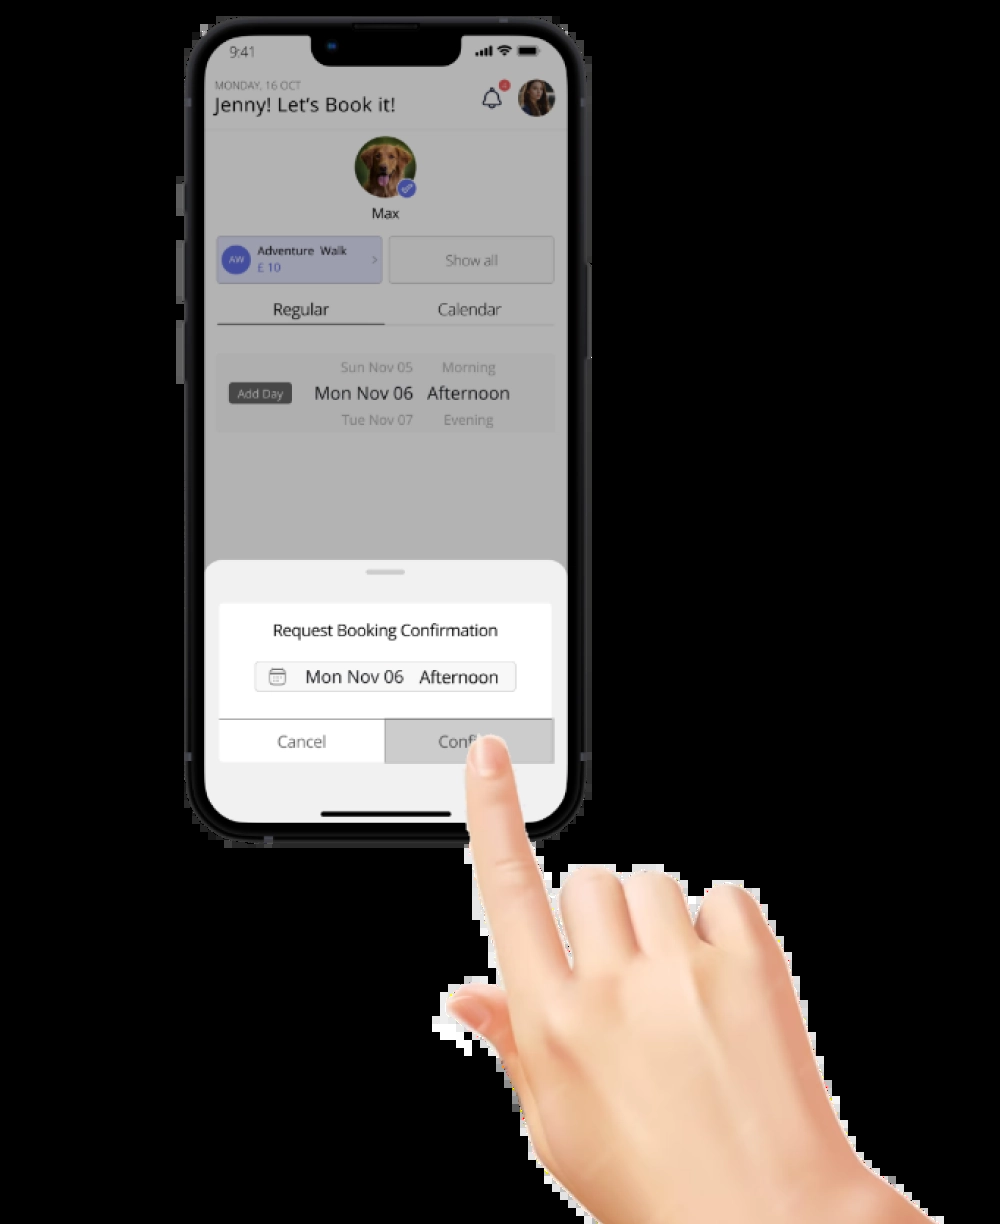 9:41
MONDAY, 16 OCT
Jenny! Let's Book it!
Max
AW
Adventure Walk
£ 10
Show all
Regular
Calendar
Sun Nov 05 Morning
Add Day Mon Nov 06 Afternoon
Tue Nov 07 Evening
Request Booking Confirmation
Mon Nov 06 Afternoon
Cancel